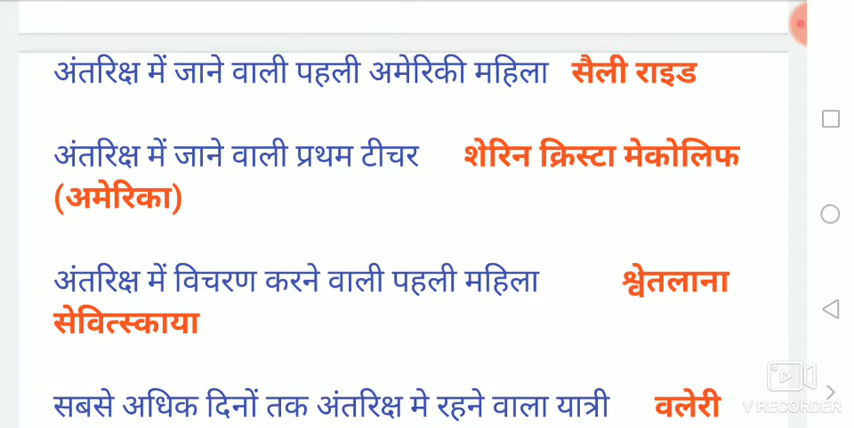 अंतरिक्ष में जाने वाली पहली अमेरिकी महिला सैली राइड
अंतरिक्ष में जाने वाली प्रथम टीचर शेरिन क्रिस्टा मेकोलिफ
(अमेरिका)
अंतरिक्ष में विचरण करने वाली पहली महिला श्वेतलाना
सेवित्स्काया
सबसे अधिक दिनों तक अंतरिक्ष मे रहने वाला यात्री वलेरी
V RECORDER